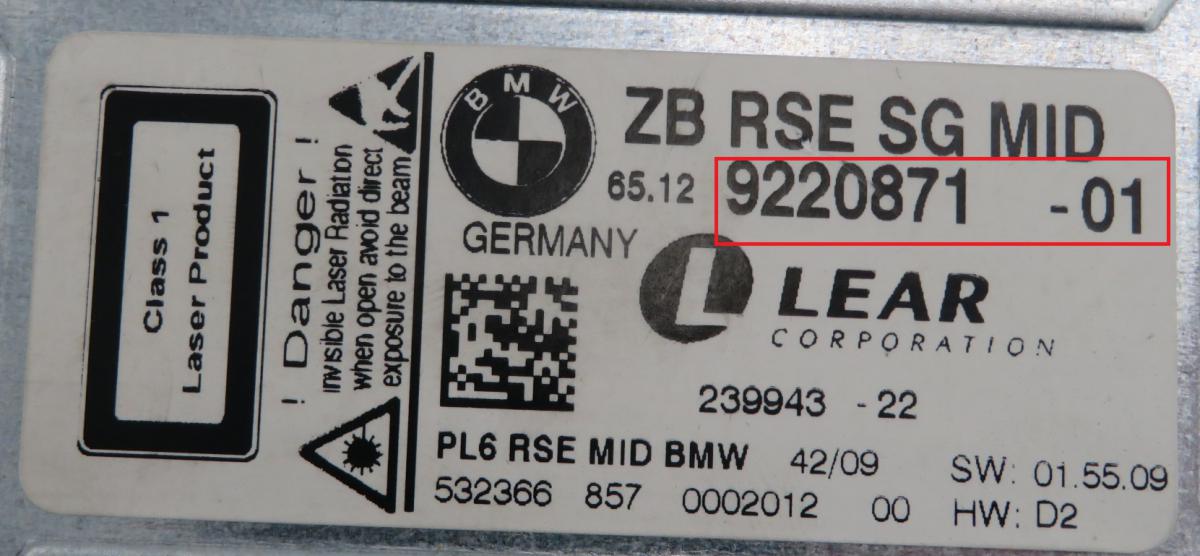 Class 1
Laser Product
! Danger !
invisible Laser Radiation
when open avoid direct
exposure to the beam
BMW
ZB RSE SG MID
65.12 9220871 -01
GERMANY
L LEAR
CORPORATION
239943 -22
PL6 RSE MID BMW 42/09 SW: 01.55.09
532366 857 0002012 00 HW: D2